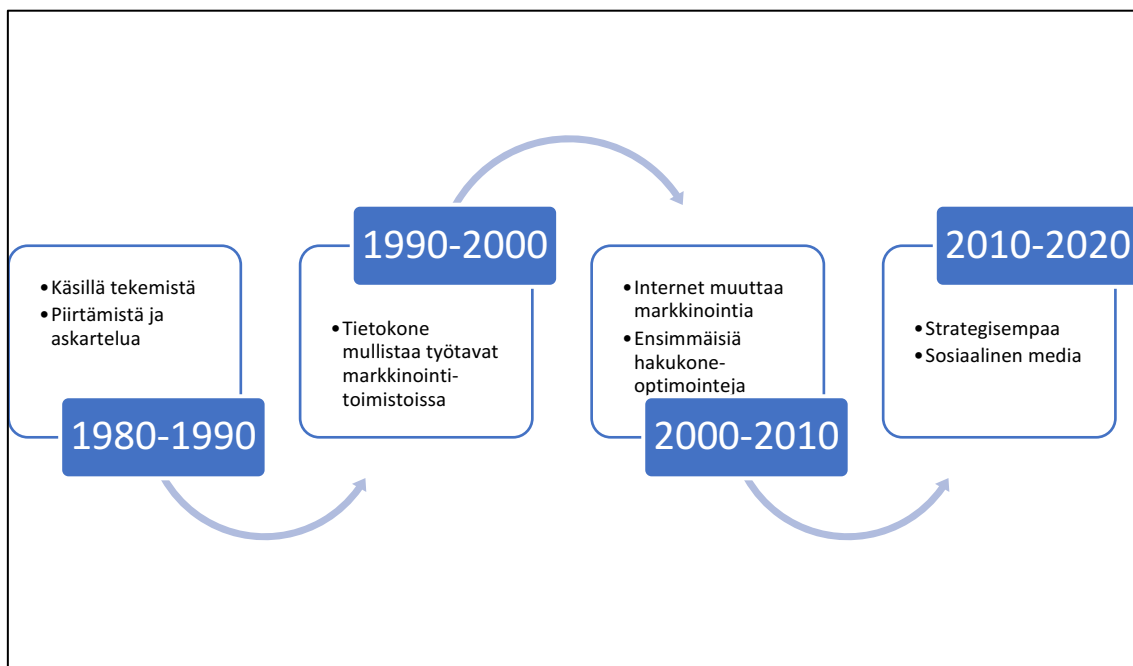 • Käsillä tekemistä
• Piirtämistä ja
askartelua
1980-1990
1990-2000
• Tietokone
mullistaa työtavat
markkinointi-
toimistoissa
• Internet muuttaa
markkinointia
• Ensimmäisiä
hakukone-
optimointeja
2000-2010
2010-2020
• Strategisempaa
• Sosiaalinen media